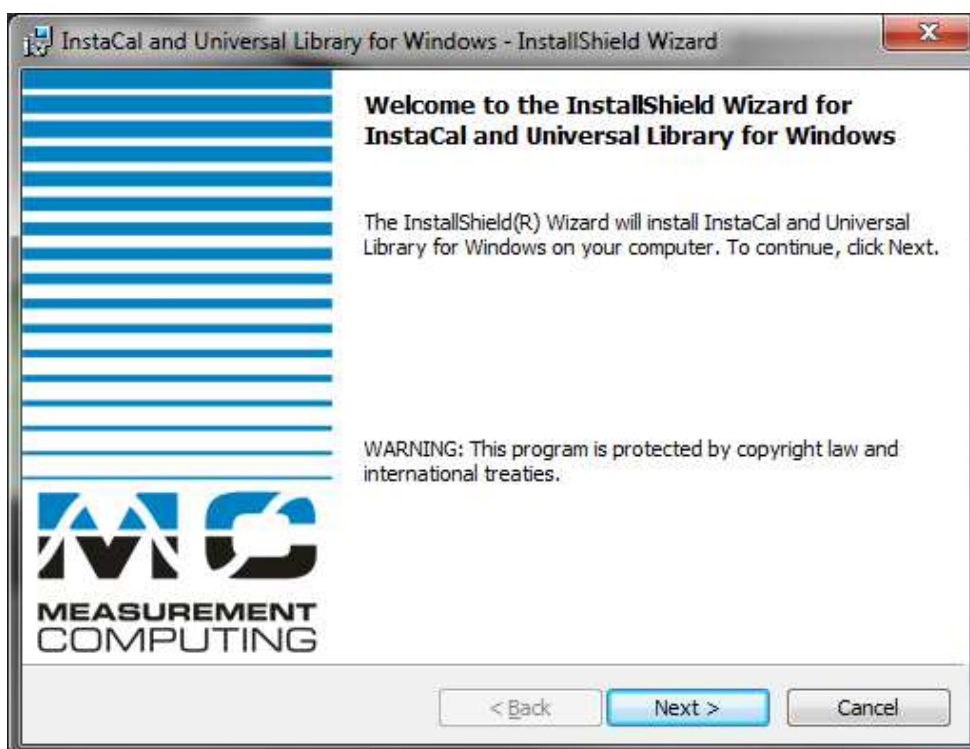 InstaCal and Universal Library for Windows - InstallShield Wizard
Welcome to the InstallShield Wizard for
InstaCal and Universal Library for Windows
The InstallShield(R) Wizard will install InstaCal and Universal
Library for Windows on your computer. To continue, click Next.
WARNING: This program is protected by copyright law and
international treaties.
MC
MEASUREMENT
COMPUTING
< Back
Next >
Cancel